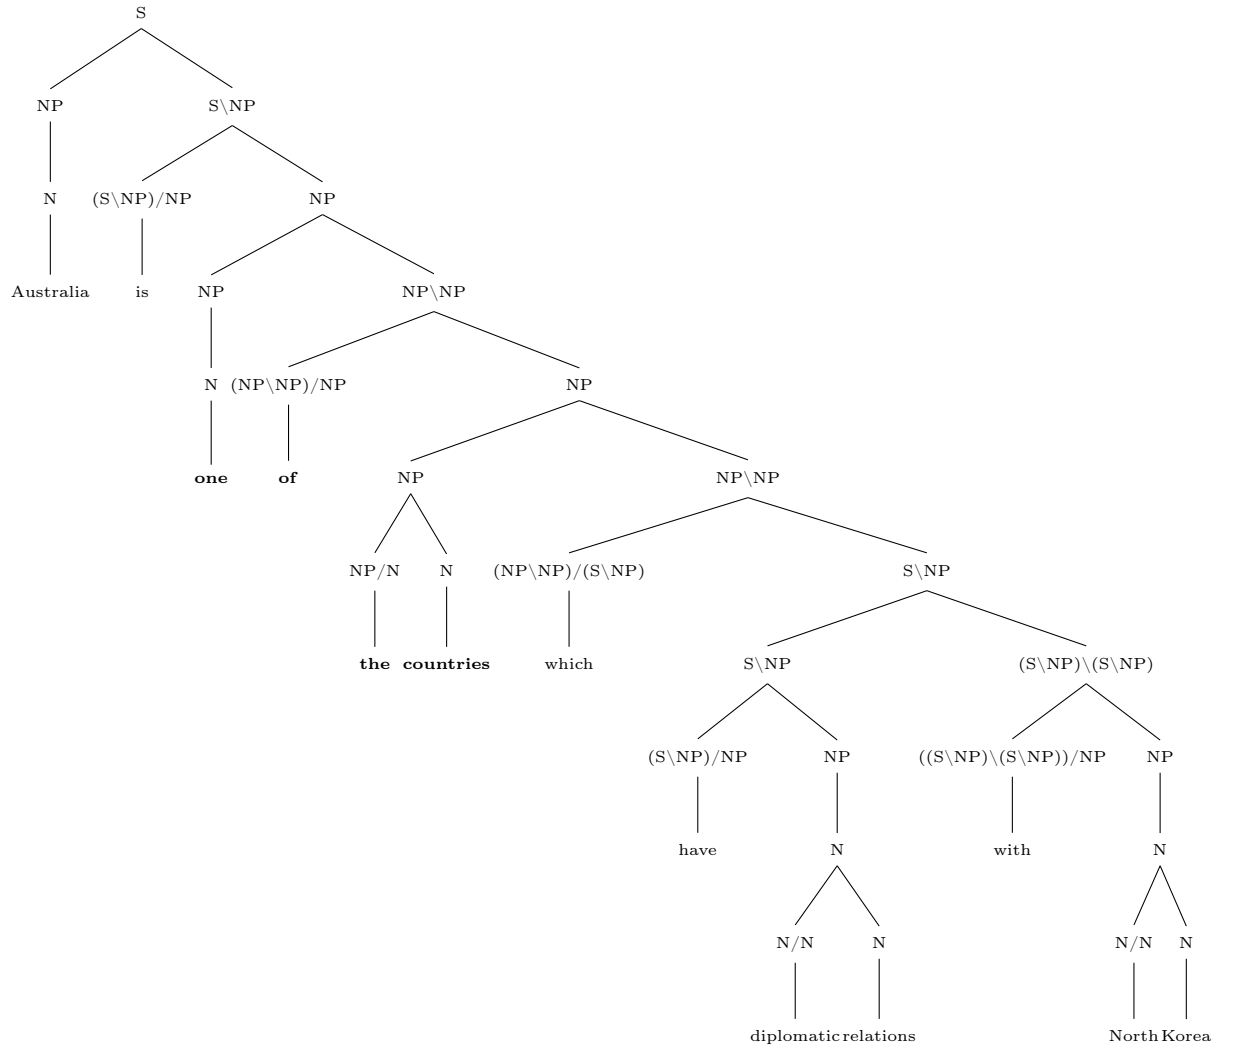 S
NP S\NP
N (S\NP)/NP NP
Australia is NP NP\NP
N (NP\NP)/NP NP
one of NP NP\NP
NP/N N (NP\NP)/(S\NP) S\NP
the countries which S\NP (S\NP)\(S\NP)
(S\NP)/NP NP ((S\NP)\(S\NP))/NP NP
have N with N
N/N N N/N N
diplomatic relations North Korea